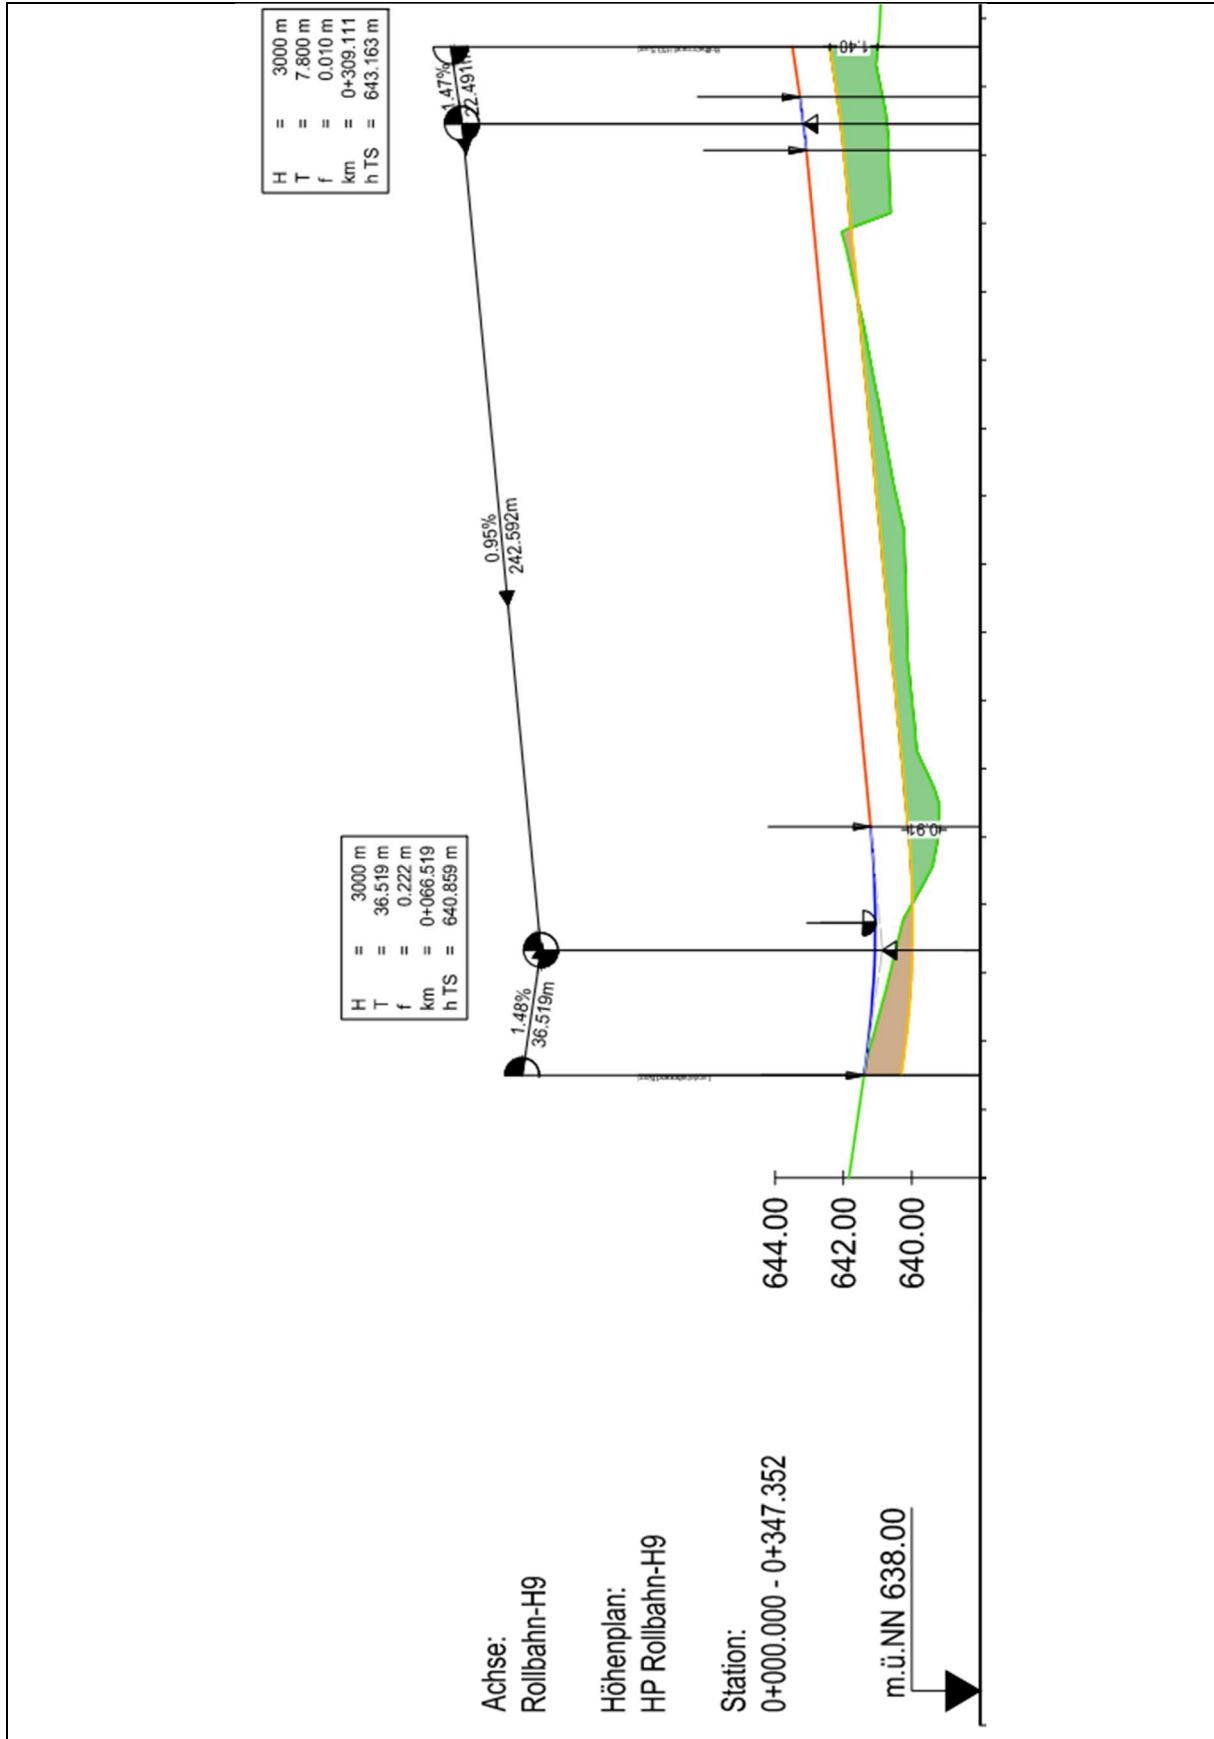 H = 3000 m
T = 7.800 m
f = 0.010 m
km = 0+309.111
h TS = 643.163 m
1.47%
22.491m
1.40
0.95%
242.592m
H = 3000 m
T = 36.519 m
f = 0.222 m
km = 0+066.519
h TS = 640.859 m
1.48%
36.519m
0.91
644.00
642.00
640.00
Achse:
Rollbahn-H9
Höhenplan:
HP Rollbahn-H9
Station:
0+000.000 - 0+347.352
m.ü.NN 638.00